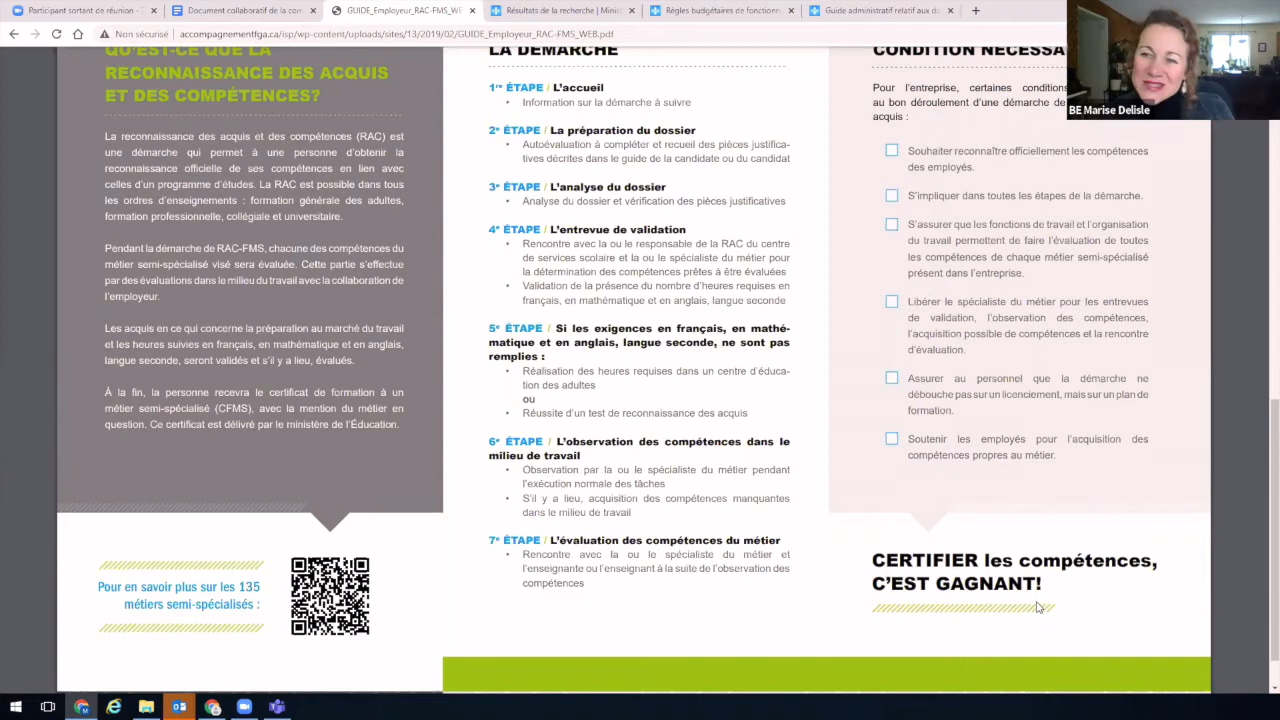 Participant sortant de réunion - Z
Document collaboratif de la com
GUIDE_Employeur_RAC-FMS_WE
Résultats de la recherche | Minist
Règles budgétaires de fonctionn
Guide administratif relatif aux do
Non sécurisé | accompagnementfga.ca/isp/wp-content/uploads/sites/13/2019/02/GUIDE_Employeur_RAC-FMS_WEB.pdf
BE Marise Delisle
QU'EST-CE QUE LA
RECONNAISSANCE DES ACQUIS
ET DES COMPÉTENCES?
La reconnaissance des acquis et des compétences (RAC) est
une démarche qui permet à une personne d'obtenir la
reconnaissance officielle de ses compétences en lien avec
celles d'un programme d'études. La RAC est possible dans tous
les ordres d'enseignements : formation générale des adultes,
formation professionnelle, collégiale et universitaire.
Pendant la démarche de RAC-FMS, chacune des compétences du
métier semi-spécialisé visé sera évaluée. Cette partie s'effectue
par des évaluations dans le milieu du travail avec la collaboration de
l'employeur.
Les acquis en ce qui concerne la préparation au marché du travail
et les heures suivies en français, en mathématique et en anglais,
langue seconde, seront validés et s'il y a lieu, évalués.
À la fin, la personne recevra le certificat de formation à un
métier semi-spécialisé (CFMS), avec la mention du métier en
question. Ce certificat est délivré par le ministère de l'Éducation.
Pour en savoir plus sur les 135
métiers semi-spécialisés :
LA DÉMARCHE
1re ÉTAPE / L'accueil
• Information sur la démarche à suivre
2e ÉTAPE / La préparation du dossier
• Autoévaluation à compléter et recueil des pièces justifica-
tives décrites dans le guide de la candidate ou du candidat
3e ÉTAPE / L'analyse du dossier
• Analyse du dossier et vérification des pièces justificatives
4e ÉTAPE / L'entrevue de validation
• Rencontre avec la ou le responsable de la RAC du centre
de services scolaire et la ou le spécialiste du métier pour
la détermination des compétences prêtes à être évaluées
• Validation de la présence du nombre d'heures requises en
français, en mathématique et en anglais, langue seconde
5e ÉTAPE / Si les exigences en français, en mathé-
matique et en anglais, langue seconde, ne sont pas
remplies :
• Réalisation des heures requises dans un centre d'éduca-
tion des adultes
ou
• Réussite d'un test de reconnaissance des acquis
6e ÉTAPE / L'observation des compétences dans le
milieu de travail
• Observation par la ou le spécialiste du métier pendant
l'exécution normale des tâches
• S'il y a lieu, acquisition des compétences manquantes
dans le milieu de travail
7e ÉTAPE / L'évaluation des compétences du métier
• Rencontre avec la ou le spécialiste du métier et
l'enseignante ou l'enseignant à la suite de l'observation des
compétences
CONDITION NÉCESSA
Pour l'entreprise, certaines conditions
au bon déroulement d'une démarche de
acquis :
Souhaiter reconnaître officiellement les compétences
des employés.
S'impliquer dans toutes les étapes de la démarche.
S'assurer que les fonctions de travail et l'organisation
du travail permettent de faire l'évaluation de toutes
les compétences de chaque métier semi-spécialisé
présent dans l'entreprise.
Libérer le spécialiste du métier pour les entrevues
de validation, l'observation des compétences,
l'acquisition possible de compétences et la rencontre
d'évaluation.
Assurer au personnel que la démarche ne
débouche pas sur un licenciement, mais sur un plan de
formation.
Soutenir les employés pour l'acquisition des
compétences propres au métier.
CERTIFIER les compétences,
C'EST GAGNANT!